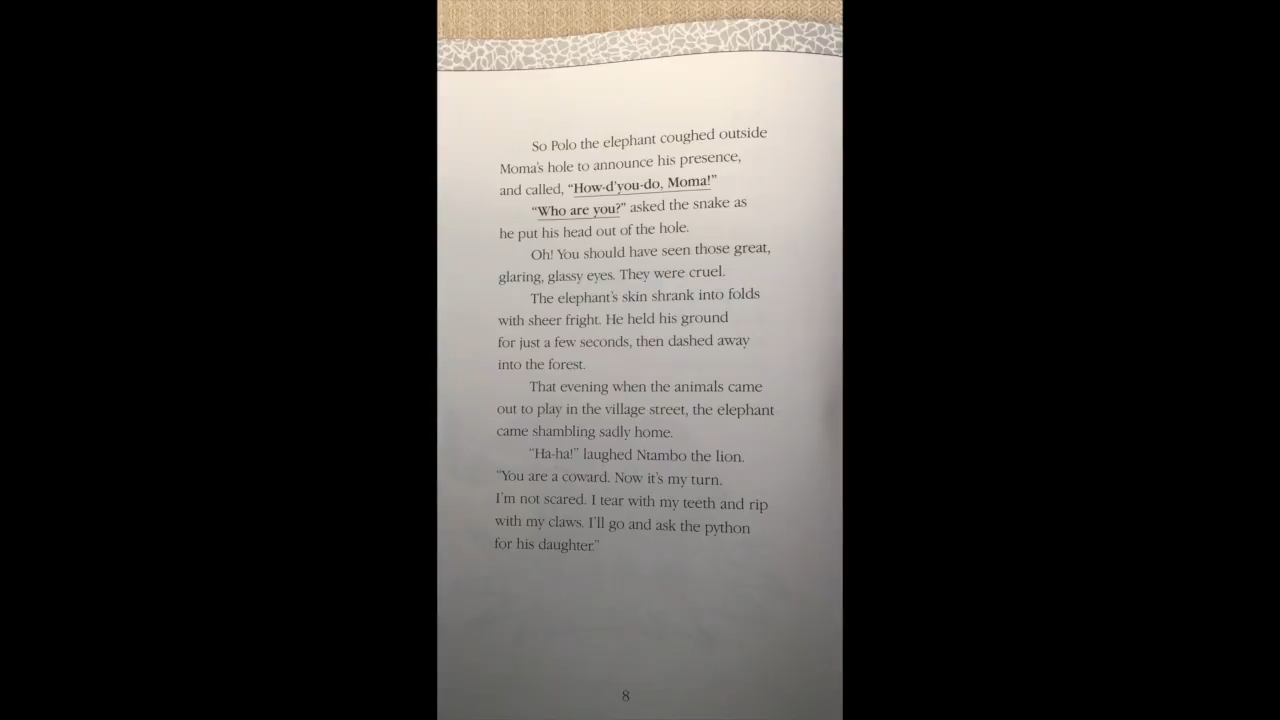 So Polo the elephant coughed outside
Moma's hole to announce his presence,
and called, “How-d'you-do, Moma!”
“Who are you?” asked the snake as
he put his head out of the hole.
Oh! You should have seen those great,
glaring, glassy eyes. They were cruel.
The elephant's skin shrank into folds
with sheer fright. He held his ground
for just a few seconds, then dashed away
into the forest.
That evening when the animals came
out to play in the village street, the elephant
came shambling sadly home.
“Ha-ha!” laughed Ntambo the lion.
“You are a coward. Now it's my turn.
I'm not scared. I tear with my teeth and rip
with my claws. I'll go and ask the python
for his daughter.”
8